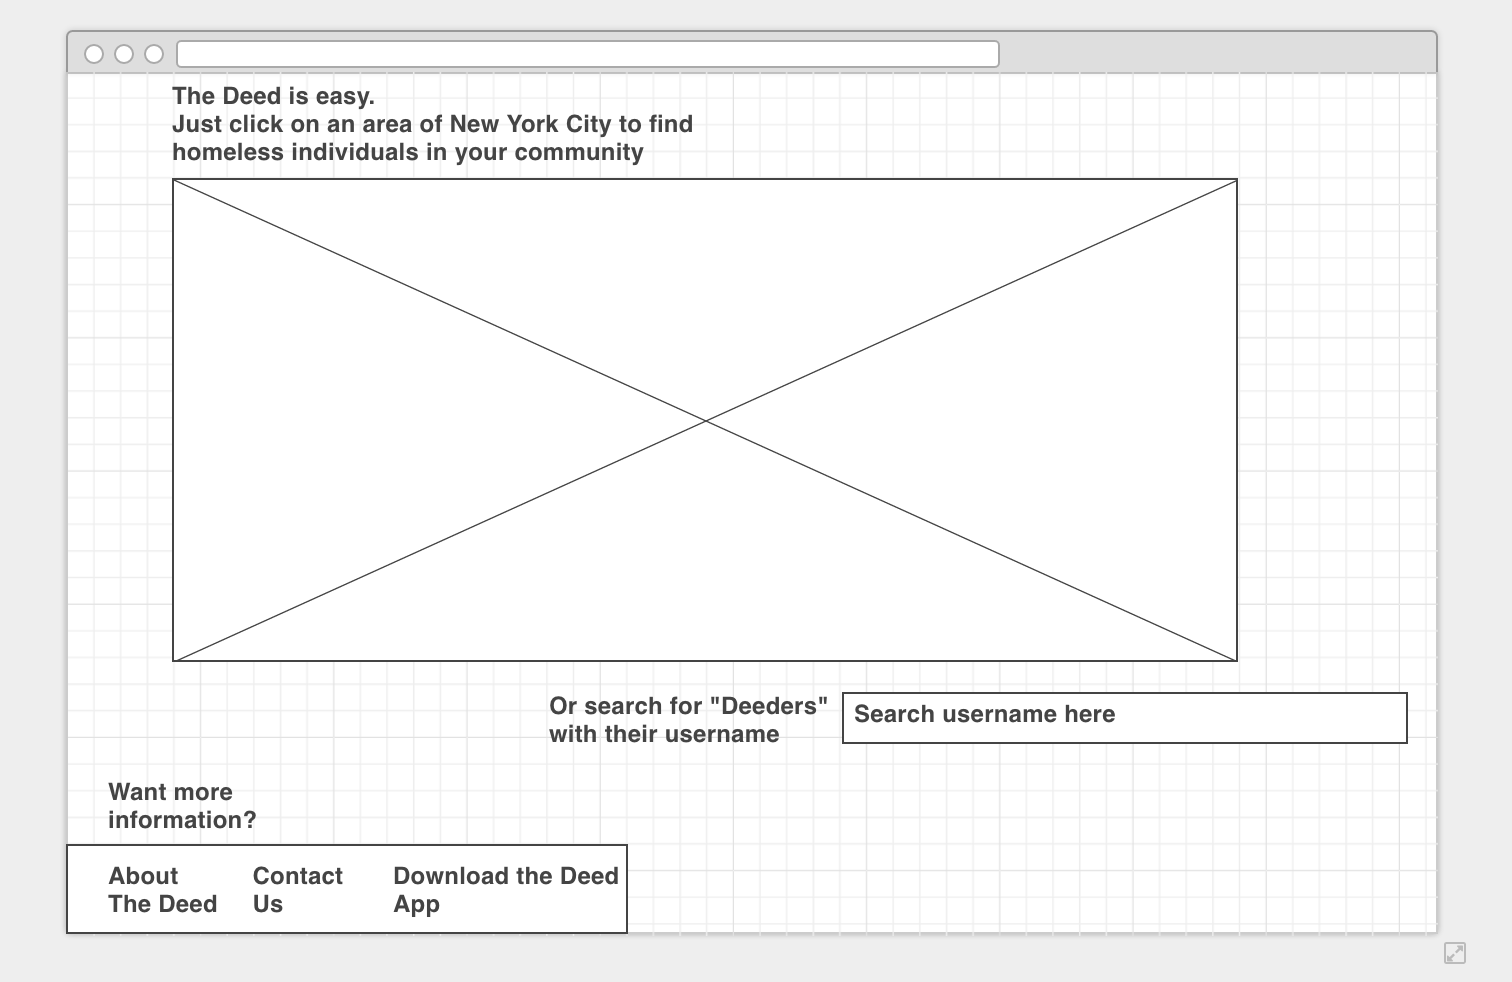 The Deed is easy.
Just click on an area of New York City to find
homeless individuals in your community
Or search for "Deeders"
with their username
Search username here
Want more
information?
About
The Deed
Contact
Us
Download the Deed
App